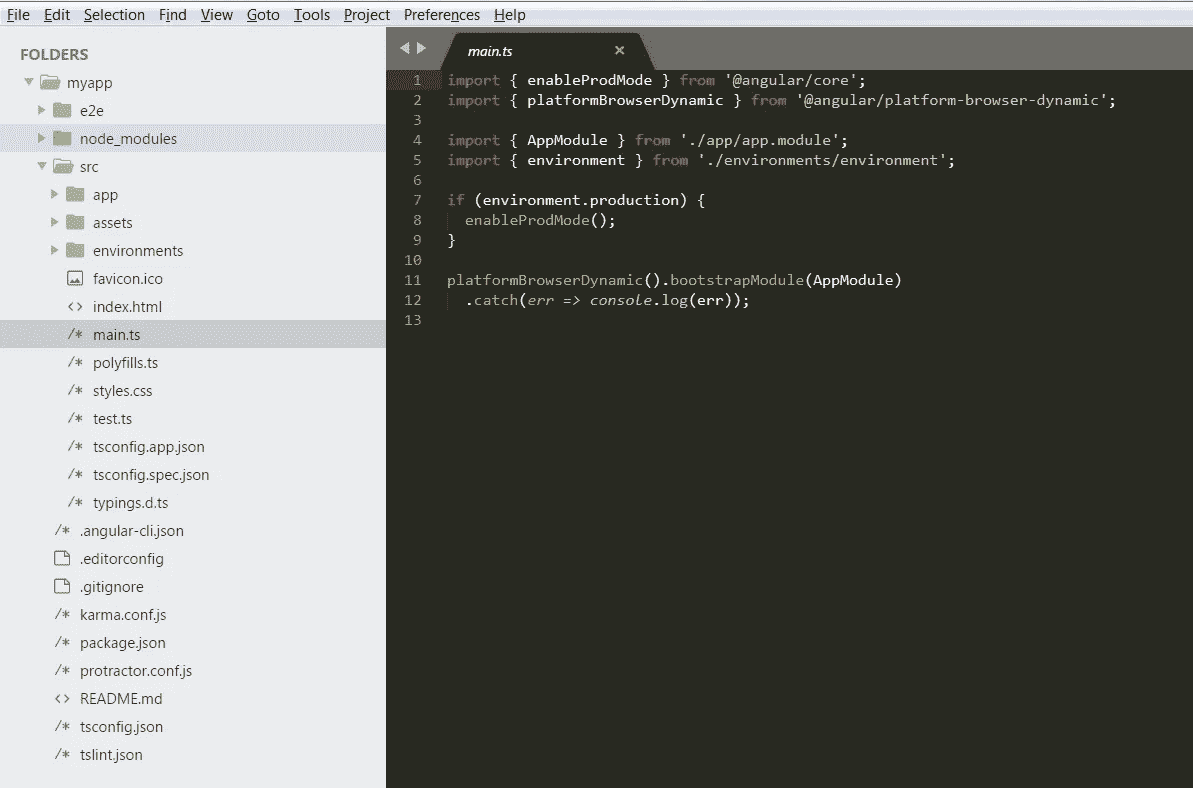 File Edit Selection Find View Goto Tools Project Preferences Help
FOLDERS
myapp
e2e
node_modules
src
app
assets
environments
favicon.ico
<> index.html
/* main.ts
/* polyfills.ts
/* styles.css
/* test.ts
/* tsconfig.app.json
/* tsconfig.spec.json
/* typings.d.ts
/* .angular-cli.json
.editorconfig
.gitignore
/* karma.conf.js
/* package.json
/* protractor.conf.js
<> README.md
/* tsconfig.json
/* tslint.json
main.ts ×
1 import { enableProdMode } from '@angular/core';
2 import { platformBrowserDynamic } from '@angular/platform-browser-dynamic';
3
4 import { AppModule } from './app/app.module';
5 import { environment } from './environments/environment';
6
7 if (environment.production) {
8   enableProdMode();
9 }
10
11 platformBrowserDynamic().bootstrapModule(AppModule)
12   .catch(err => console.log(err));
13